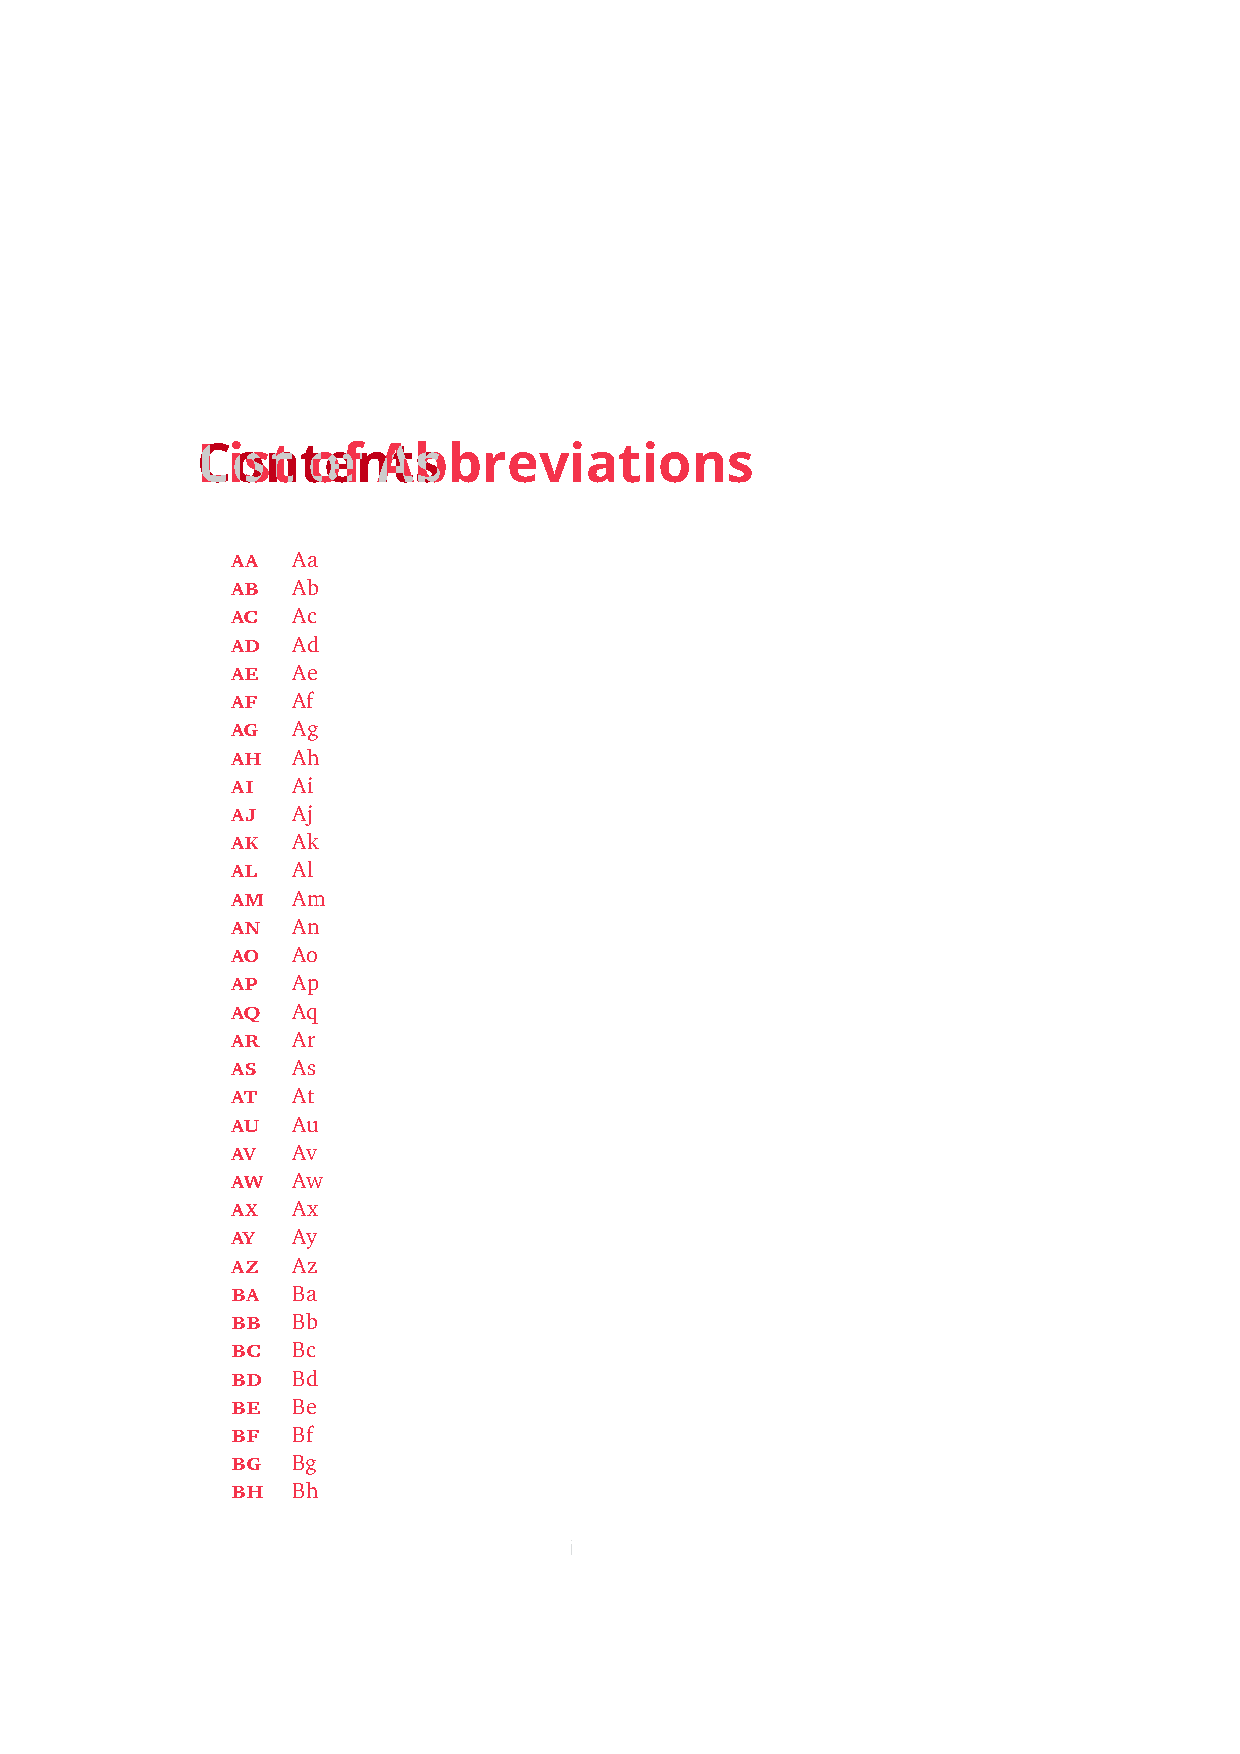 List of Abbreviations
Contents
AA Aa
AB Ab
AC Ac
AD Ad
AE Ae
AF Af
AG Ag
AH Ah
AI Ai
AJ Aj
AK Ak
AL Al
AM Am
AN An
AO Ao
AP Ap
AQ Aq
AR Ar
AS As
AT At
AU Au
AV Av
AW Aw
AX Ax
AY Ay
AZ Az
BA Ba
BB Bb
BC Bc
BD Bd
BE Be
BF Bf
BG Bg
BH Bh